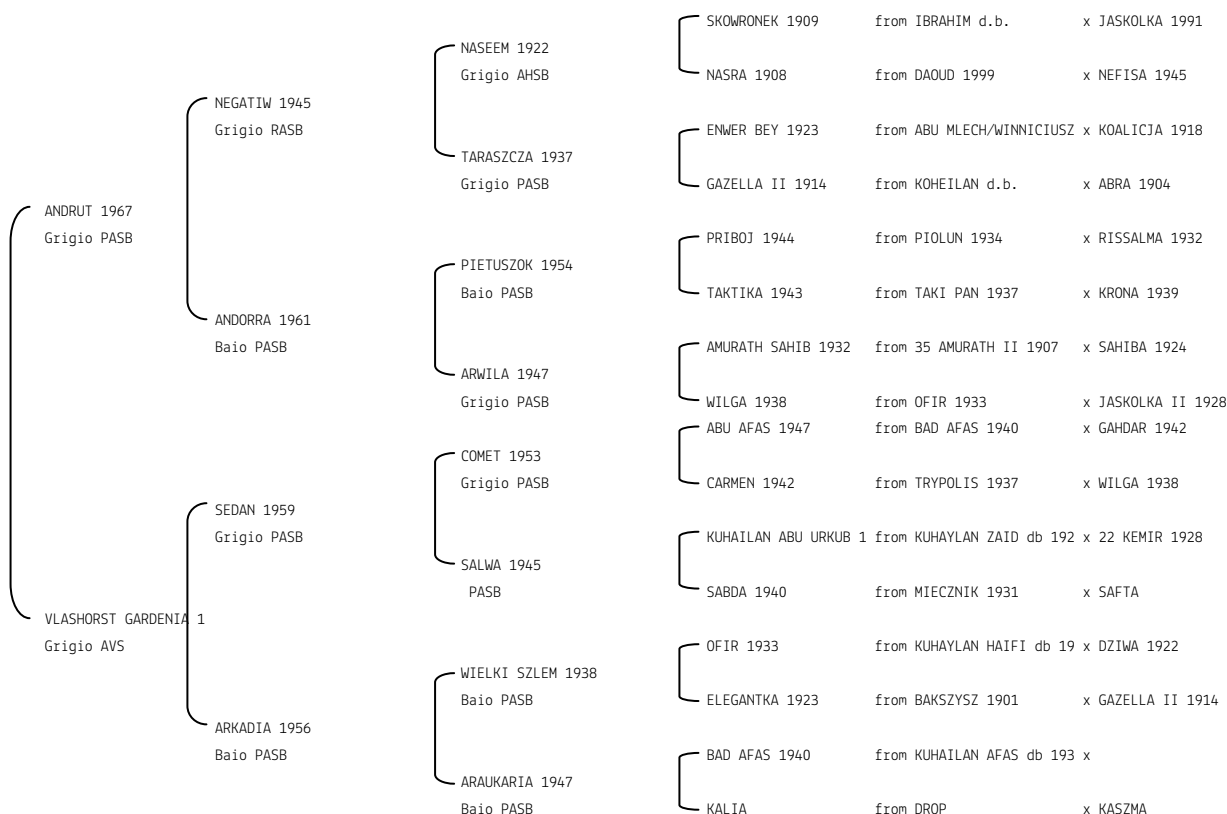 SKOWRONEK 1909 from IBRAHIM d.b. x JASKOLKA 1991
NASEEM 1922
Grigio AHSB
NASRA 1908 from DAOUD 1999 x NEFISA 1945
NEGATIW 1945
Grigio RASB
ENWER BEY 1923 from ABU MLECH/WINNICIUSZ x KOALICJA 1918
TARASZCZA 1937
Grigio PASB
GAZELLA II 1914 from KOHEILAN d.b. x ABRA 1904
ANDRUT 1967
Grigio PASB
PRIBOJ 1944 from PIOLUN 1934 x RISSALMA 1932
PIETUSZOK 1954
Baio PASB
TAKTIKA 1943 from TAKI PAN 1937 x KRONA 1939
ANDORRA 1961
Baio PASB
AMURATH SAHIB 1932 from 35 AMURATH II 1907 x SAHIBA 1924
ARWILA 1947
Grigio PASB
WILGA 1938 from OFIR 1933 x JASKOLKA II 1928
ABU AFAS 1947 from BAD AFAS 1940 x GAHDAR 1942
COMET 1953
Grigio PASB
CARMEN 1942 from TRYPOLIS 1937 x WILGA 1938
SEDAN 1959
Grigio PASB
KUHAILAN ABU URKUB 1 from KUHAYLAN ZAID db 192 x 22 KEMIR 1928
SALWA 1945
PASB
SABDA 1940 from MIECZNIK 1931 x SAFTA
VLASHORST GARDENIA 1
Grigio AVS
OFIR 1933 from KUHAYLAN HAIFI db 19 x DZIWA 1922
WIELKI SZLEM 1938
Baio PASB
ELEGANTKA 1923 from BAKSZYSZ 1901 x GAZELLA II 1914
ARKADIA 1956
Baio PASB
BAD AFAS 1940 from KUHAILAN AFAS db 193 x
ARAUKARIA 1947
Baio PASB
KALIA from DROP x KASZMA